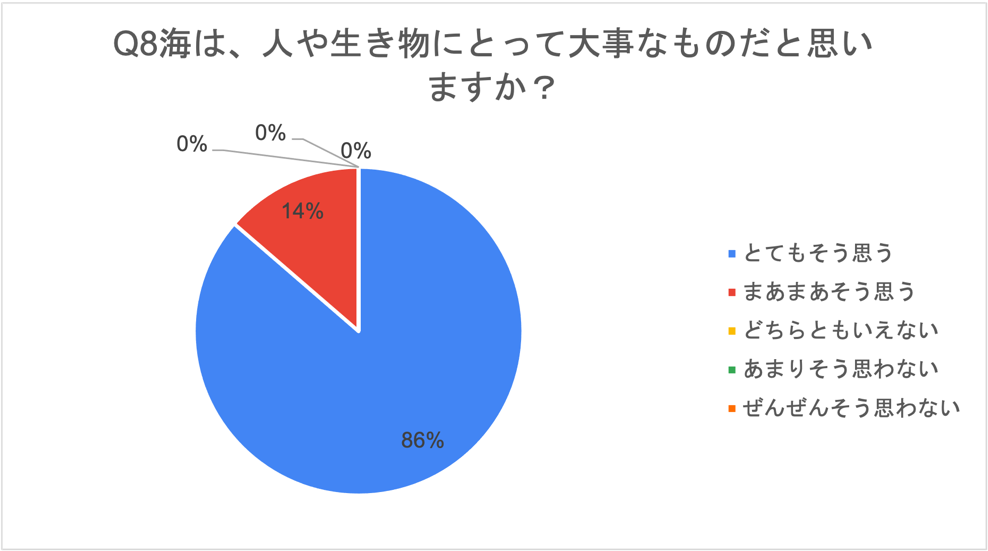 Q8海は、人や生き物にとって大事なものだと思い
ますか？
0%
0%
0%
14%
86%
とてもそう思う
まあまあそう思う
どちらともいえない
あまりそう思わない
ぜんぜんそう思わない